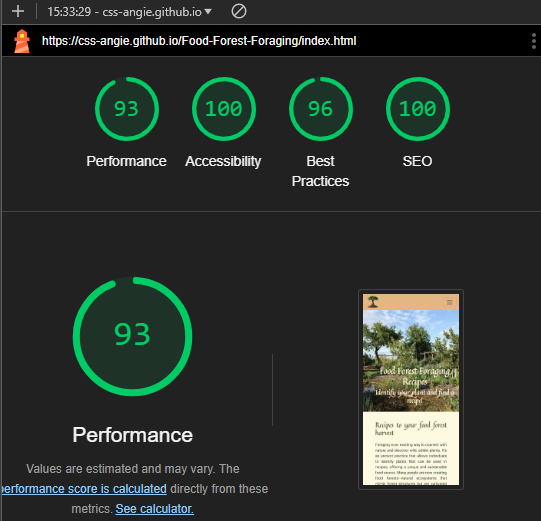 15:33:29 - css-angie.github.io
https://css-angie.github.io/Food-Forest-Foraging/index.html
93
100
96
100
Performance
Accessibility
Best
Practices
SEO
93
Performance
Values are estimated and may vary. The
performance score is calculated directly from these
metrics. See calculator.
Food Forest Foraging
Recipes
Identify your plant and find a
recipe!
Recipes to your food forest
harvest